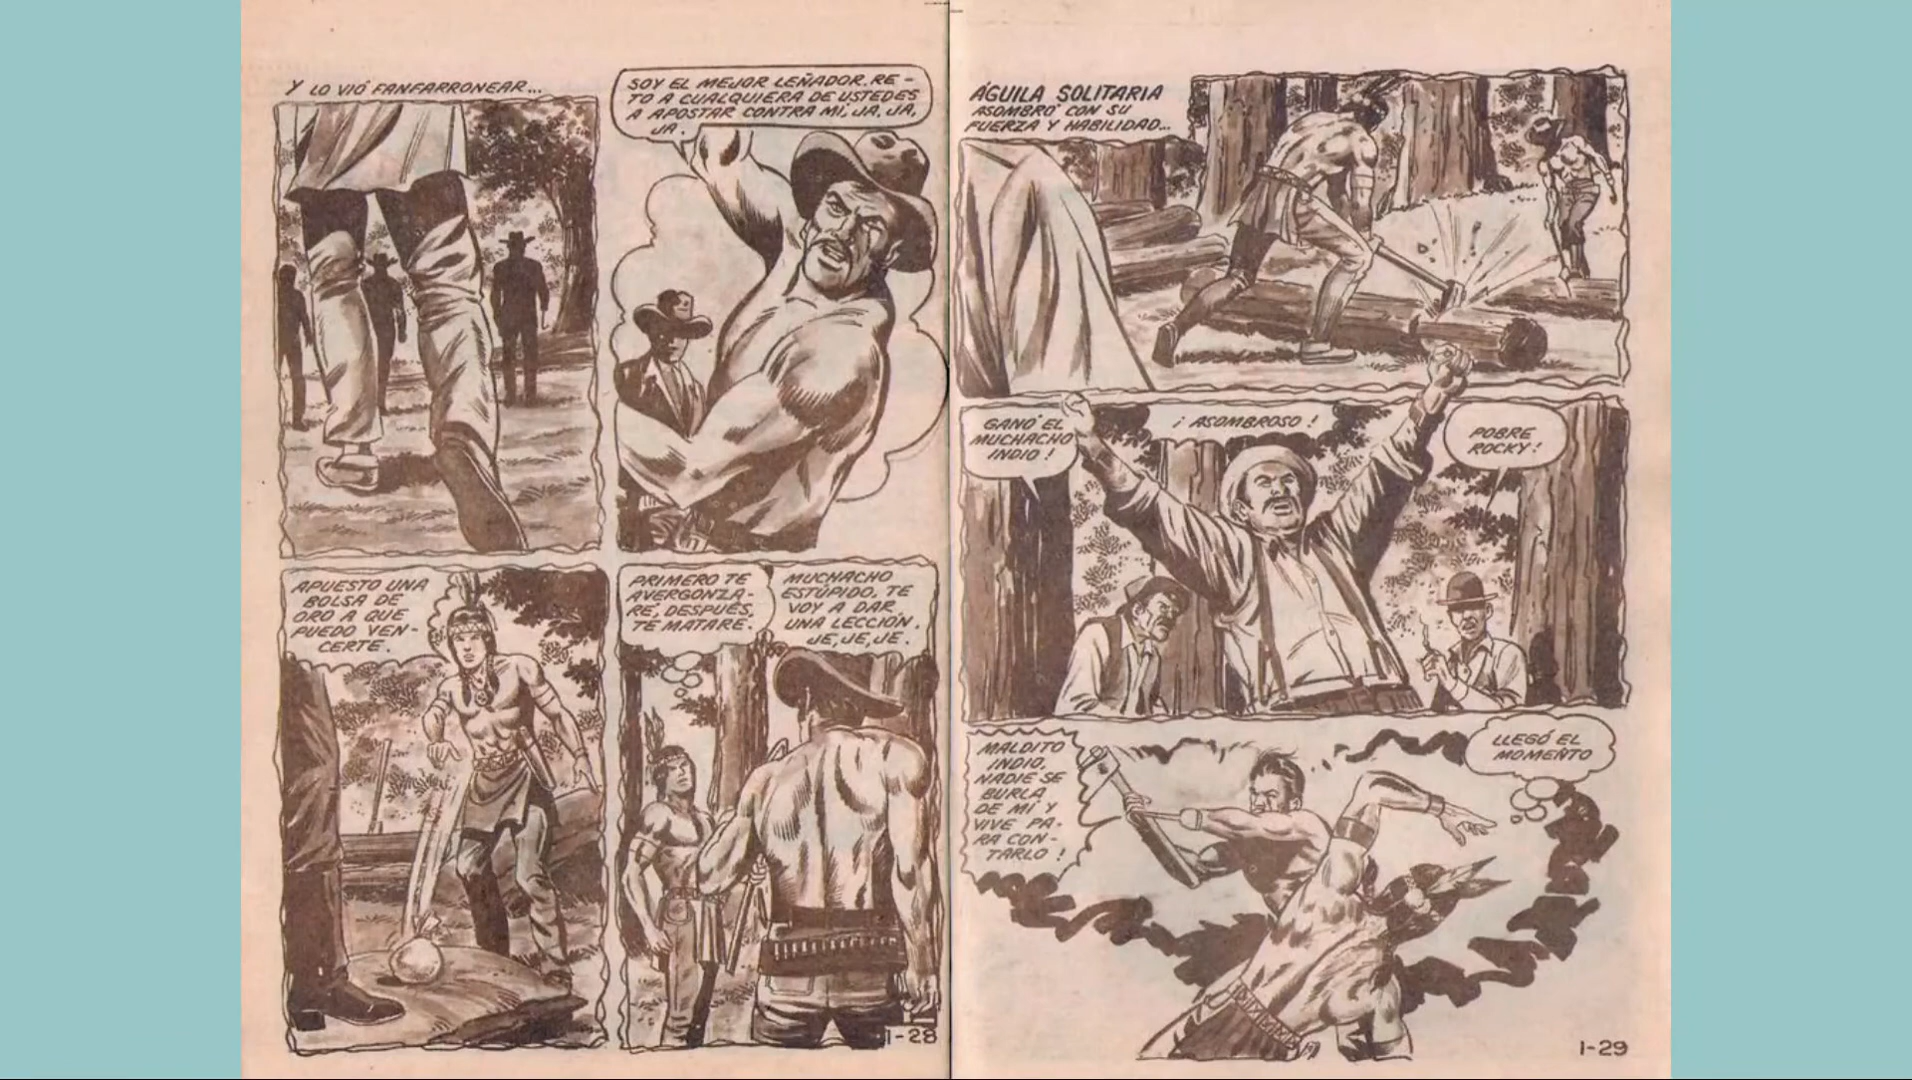 Y LO VIÓ FANFARRONEAR...
SOY EL MEJOR LEÑADOR. RE-
TO A CUALQUIERA DE USTEDES
A APOSTAR CONTRA MÍ, JA, JA,
JA.
APUESTO UNA
BOLSA DE
ORO A QUE
PUEDO VEN-
CERTE.
PRIMERO TE
AVERGONZA-
RÉ, DESPUÉS,
TE MATARE.
MUCHACHO
ESTÚPIDO, TE
VOY A DAR
UNA LECCIÓN,
JE, JE, JE.
1-28
ÁGUILA SOLITARIA
ASOMBRÓ CON SU
FUERZA Y HABILIDAD...
GANÓ EL
MUCHACHO
INDIO!
¡ASOMBROSO!
POBRE
ROCKY!
MALDITO
INDIO,
NADIE SE
BURLA
DE MÍ Y
VIVE PA-
RA CON-
TARLO!
LLEGÓ EL
MOMENTO
1-29